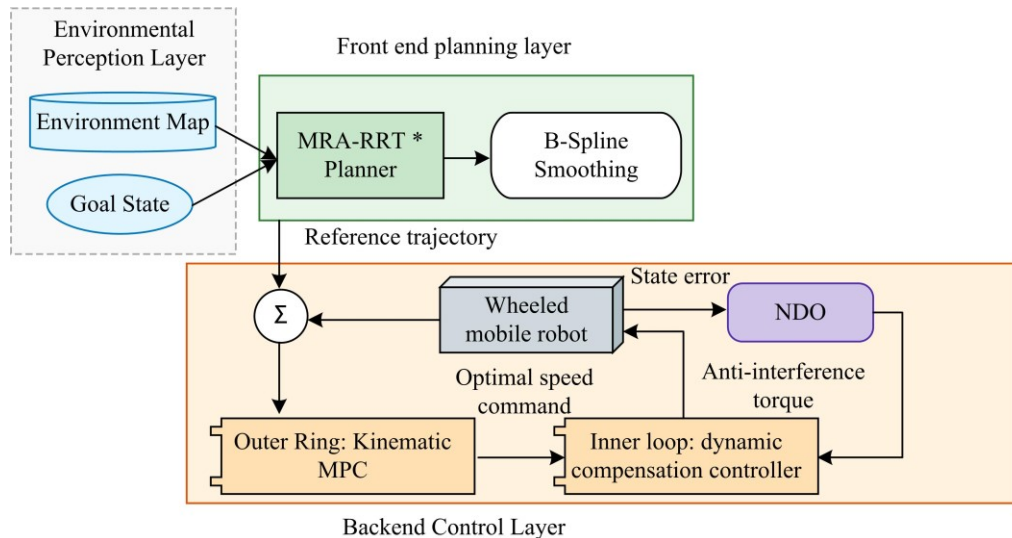 Environmental
Perception Layer
Environment Map
Goal State
Front end planning layer
MRA-RRT *
Planner
B-Spline
Smoothing
Reference trajectory
Σ
Wheeled
mobile robot
State error
NDO
Optimal speed
command
Anti-interference
torque
Outer Ring: Kinematic
MPC
Inner loop: dynamic
compensation controller
Backend Control Layer